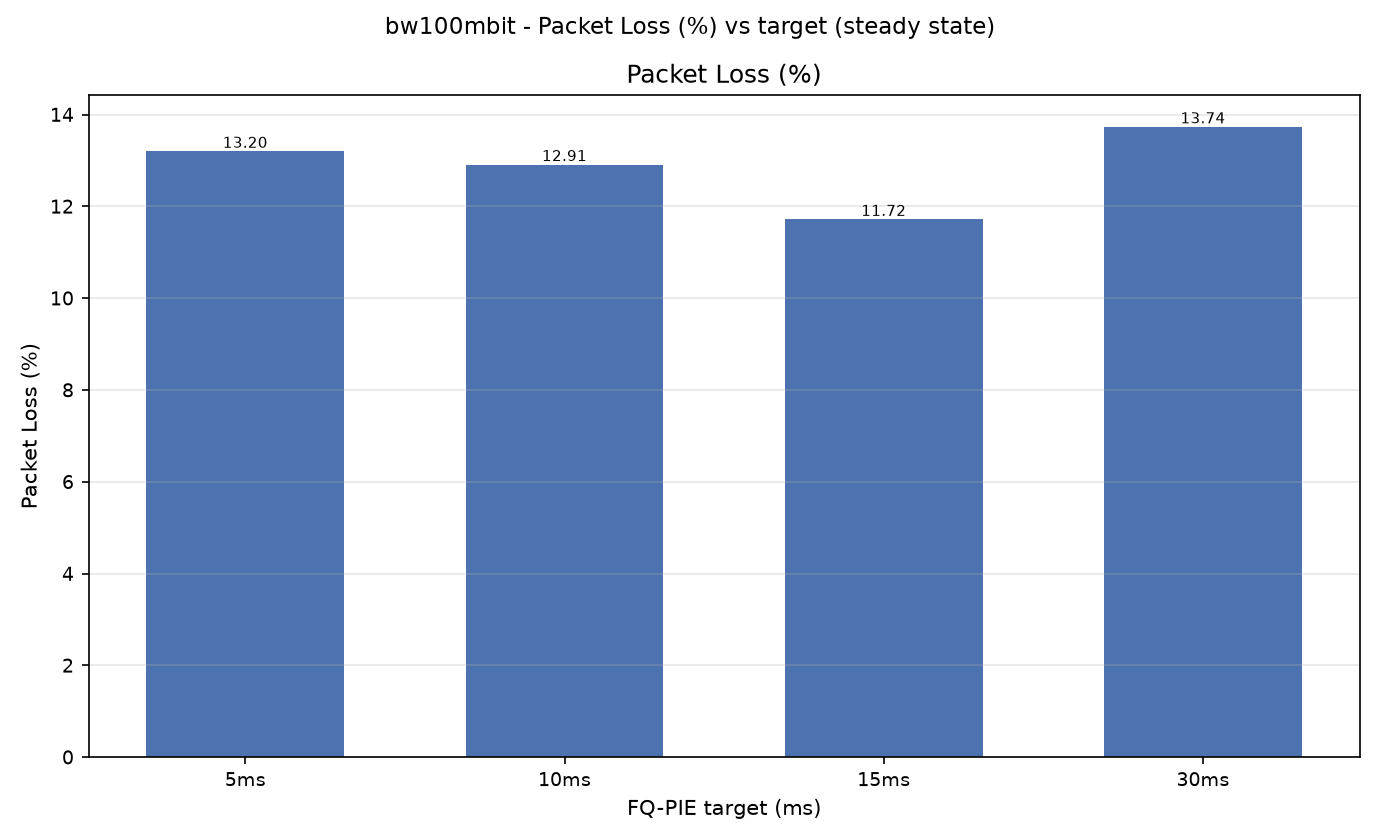 bw100mbit - Packet Loss (%) vs target (steady state)
Packet Loss (%)
14
12
10
8
6
4
2
0
Packet Loss (%)
13.20
12.91
11.72
13.74
5ms
10ms
15ms
30ms
FQ-PIE target (ms)